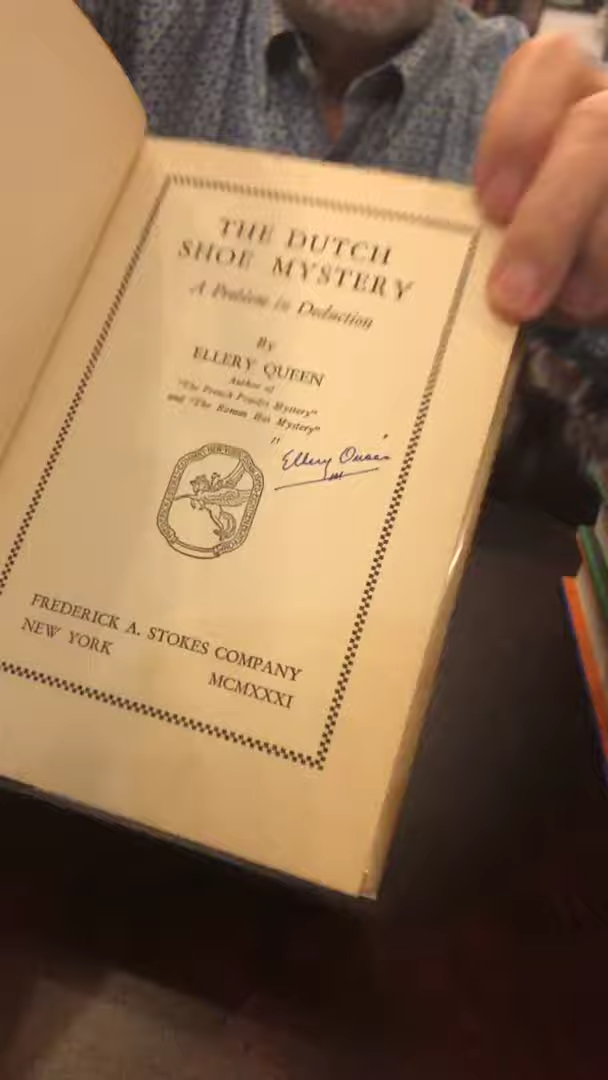 THE DUTCH
SHOE MYSTERY
A Problem in Deduction
By
ELLERY QUEEN
Author of
"The French Powder Mystery"
and "The Roman Hat Mystery"
Ellery Queen
FREDERICK A. STOKES COMPANY
NEW YORK
MCMXXXI